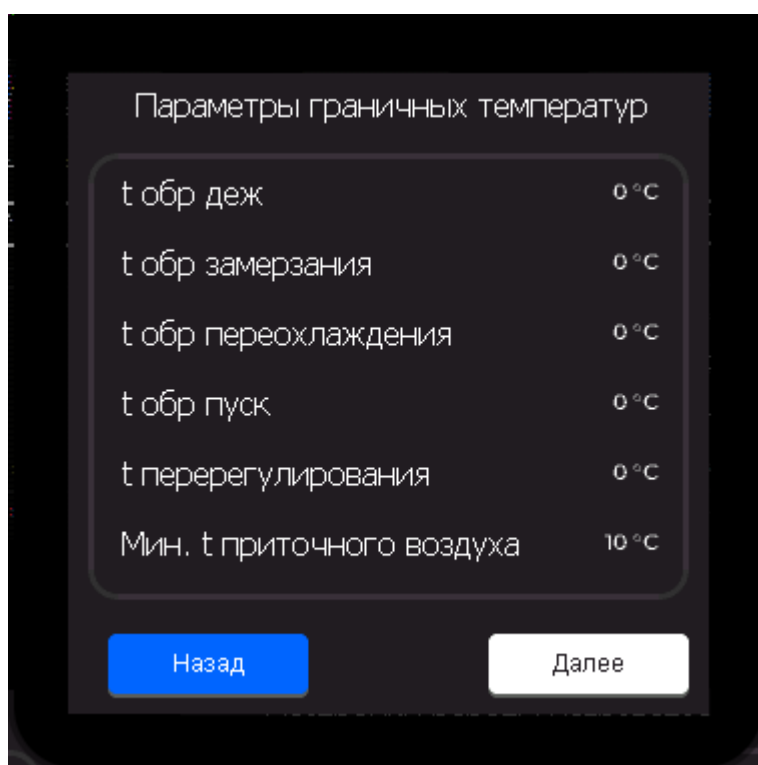 Параметры граничных температур
t обр деж 0 °C
t обр замерзания 0 °C
t обр переохлаждения 0 °C
t обр пуск 0 °C
t перерегулирования 0 °C
Мин. t приточного воздуха 10 °C
Назад Далее